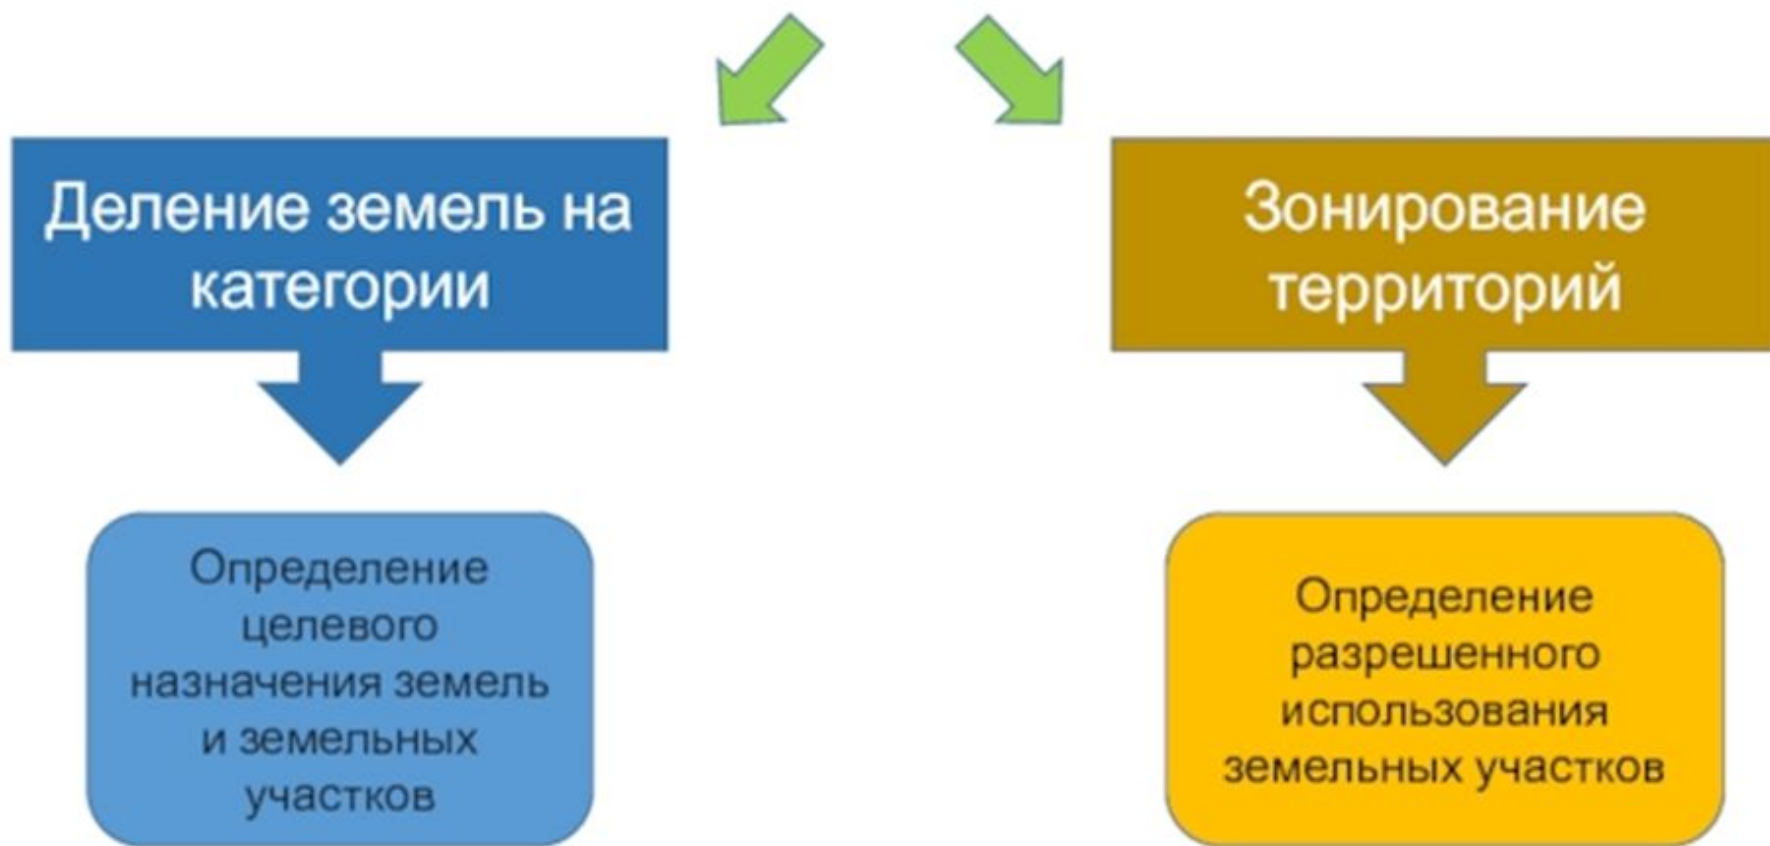 Деление земель на
категории
Зонирование
территорий
Определение
целевого
назначения земель
и земельных
участков
Определение
разрешенного
использования
земельных участков